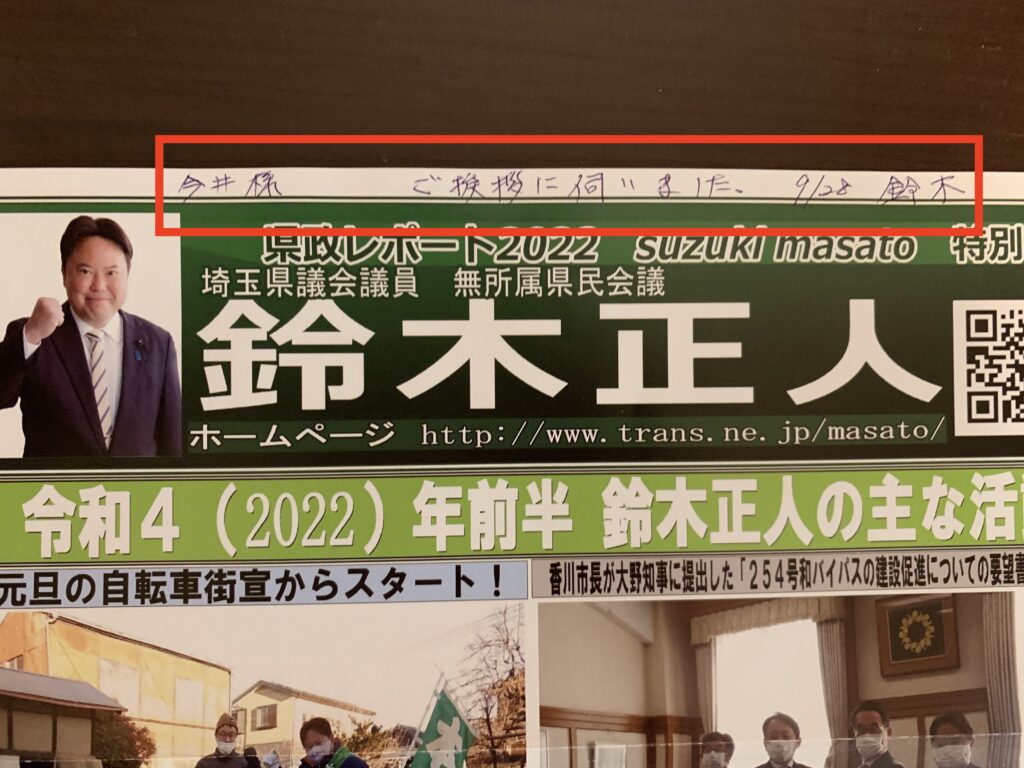 今井様 ご挨拶に伺いました。 9/28 鈴木
県政レポート2022 suzuki masato 特別
埼玉県議会議員 無所属県民会議
鈴木正人
ホームページ http://www.trans.ne.jp/masato/
令和4(2022)年前半 鈴木正人の主な活
元旦の自転車街宣からスタート！
香川市長が大野知事に提出した「254号和バイパスの建設促進についての要望書